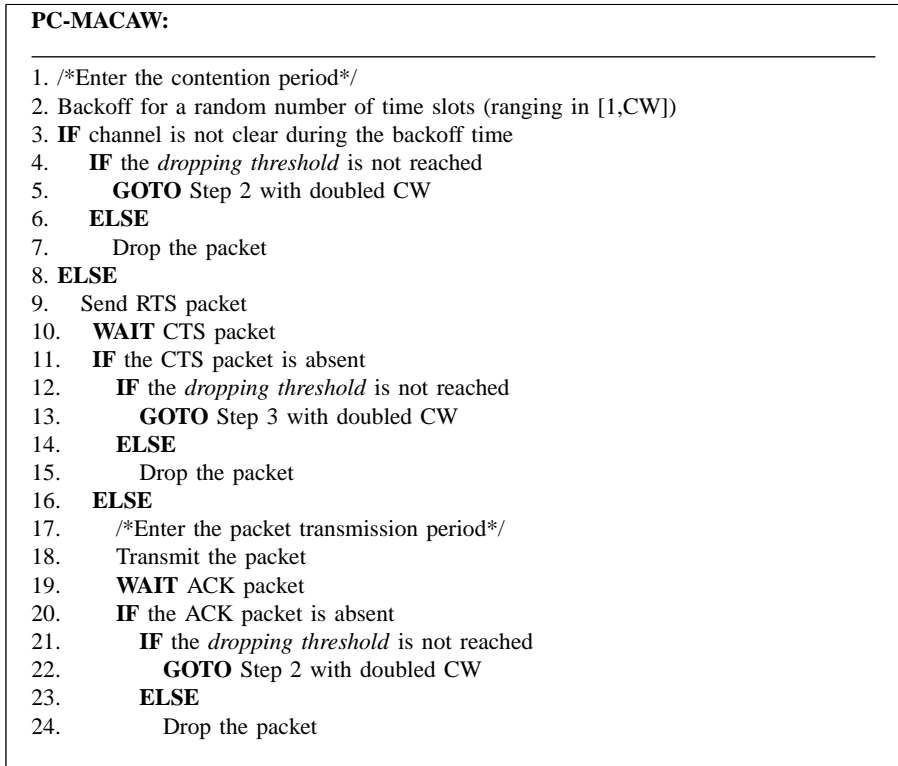 PC-MACAW:
1. /*Enter the contention period*/
2. Backoff for a random number of time slots (ranging in [1,CW])
3. IF channel is not clear during the backoff time
4. IF the dropping threshold is not reached
5. GOTO Step 2 with doubled CW
6. ELSE
7. Drop the packet
8. ELSE
9. Send RTS packet
10. WAIT CTS packet
11. IF the CTS packet is absent
12. IF the dropping threshold is not reached
13. GOTO Step 3 with doubled CW
14. ELSE
15. Drop the packet
16. ELSE
17. /*Enter the packet transmission period*/
18. Transmit the packet
19. WAIT ACK packet
20. IF the ACK packet is absent
21. IF the dropping threshold is not reached
22. GOTO Step 2 with doubled CW
23. ELSE
24. Drop the packet